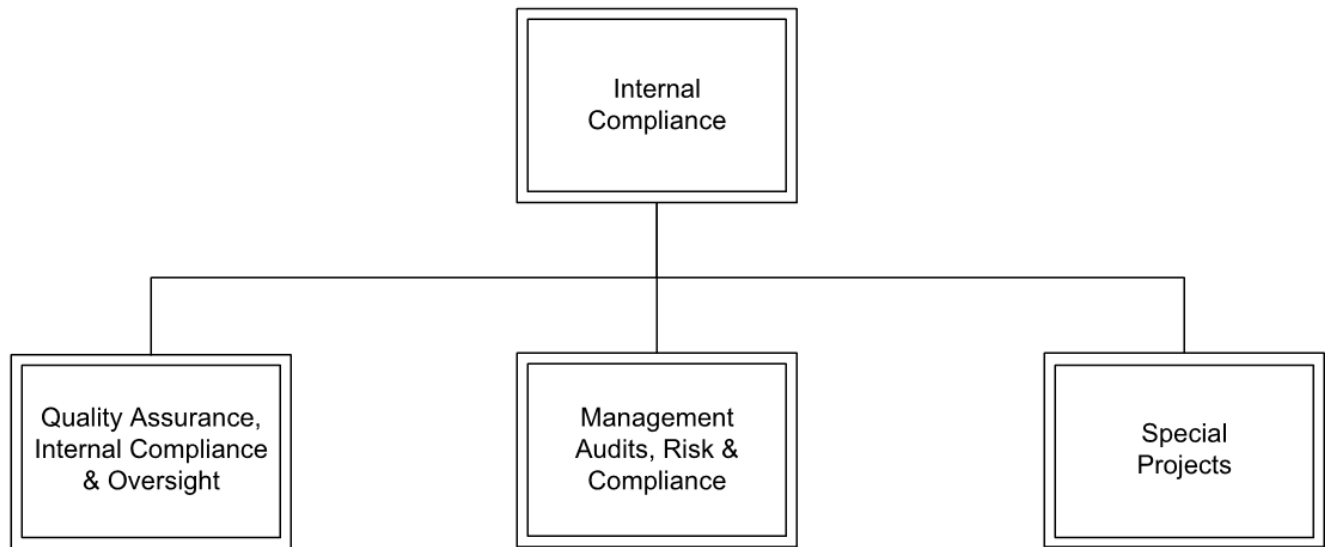 Internal
Compliance
Quality Assurance,
Internal Compliance
& Oversight
Management
Audits, Risk &
Compliance
Special
Projects